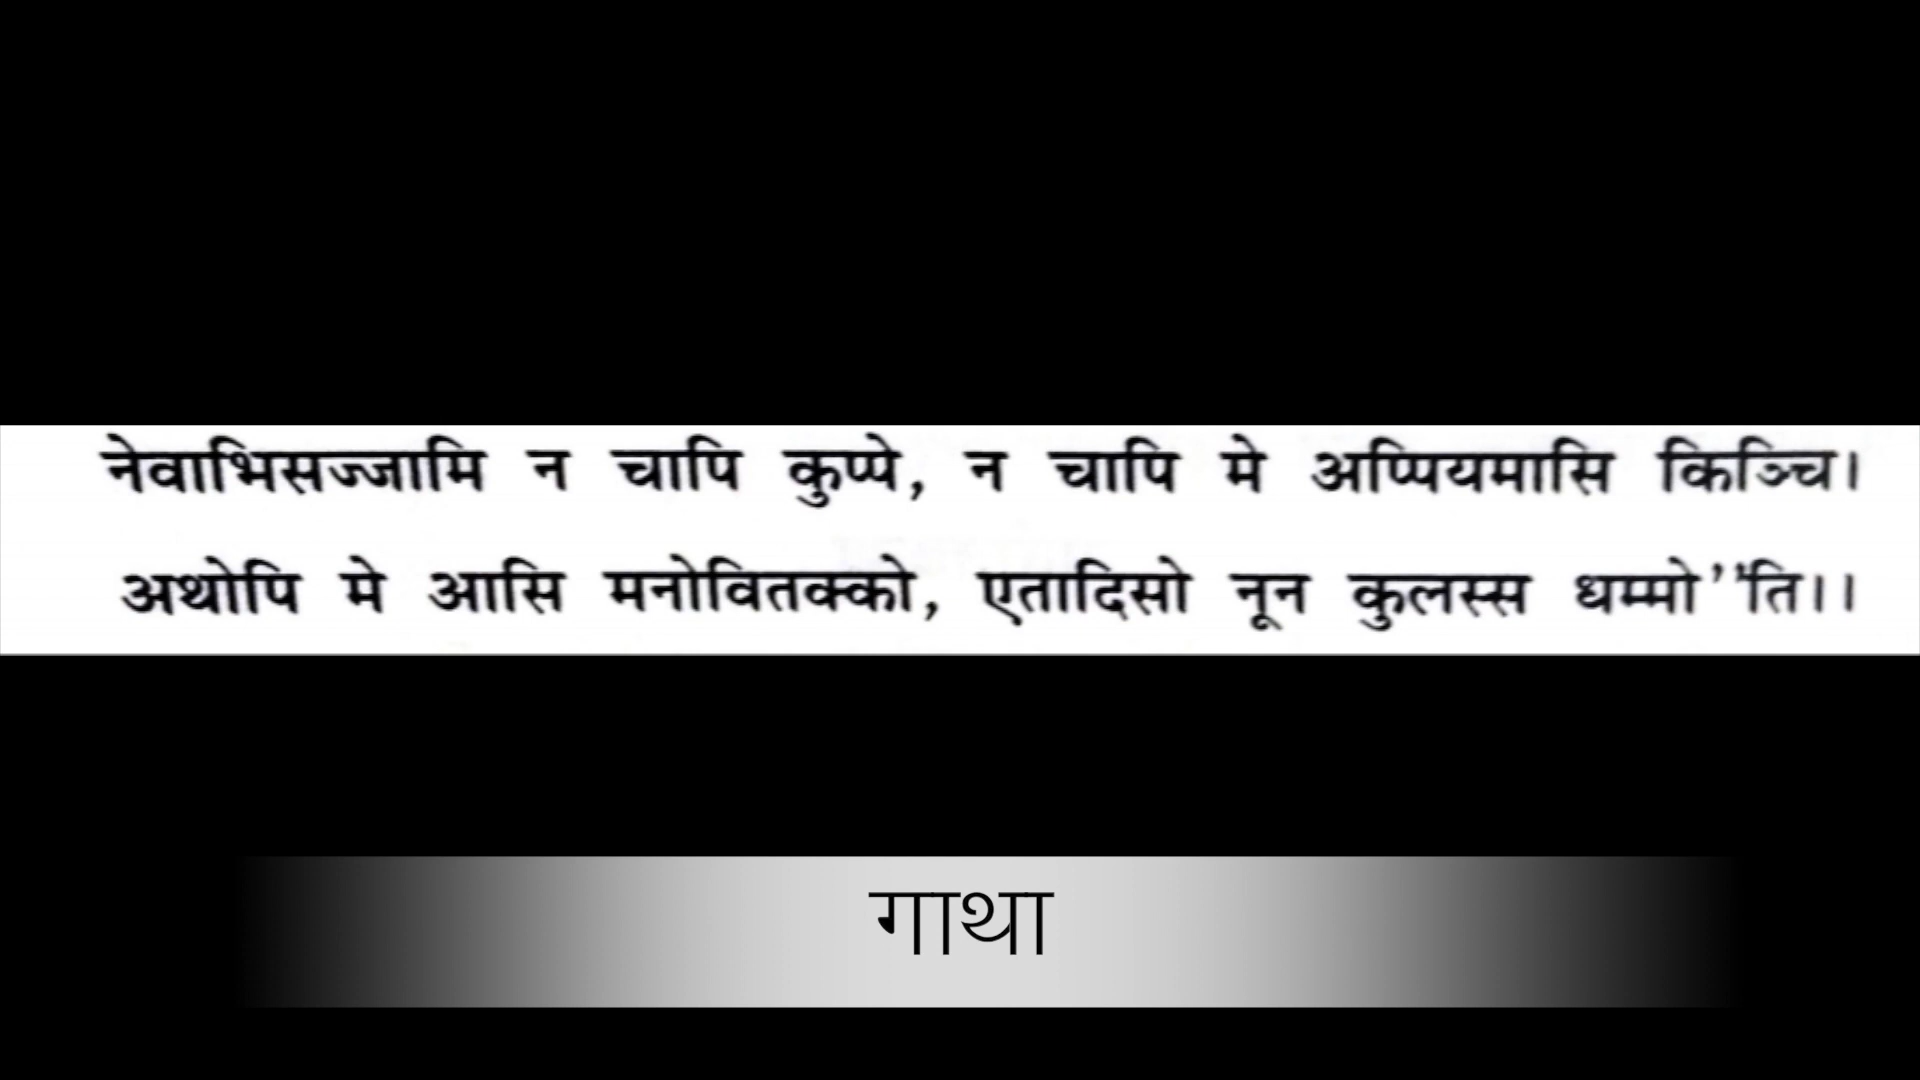 नेवाभिसज्जामि न चापि कुप्पे, न चापि मे अप्पियमासि किञ्चि।
अथोपि मे आसि मनोवितक्को, एतादिसो नून कुलस्स धम्मो’’ति।।
गाथा